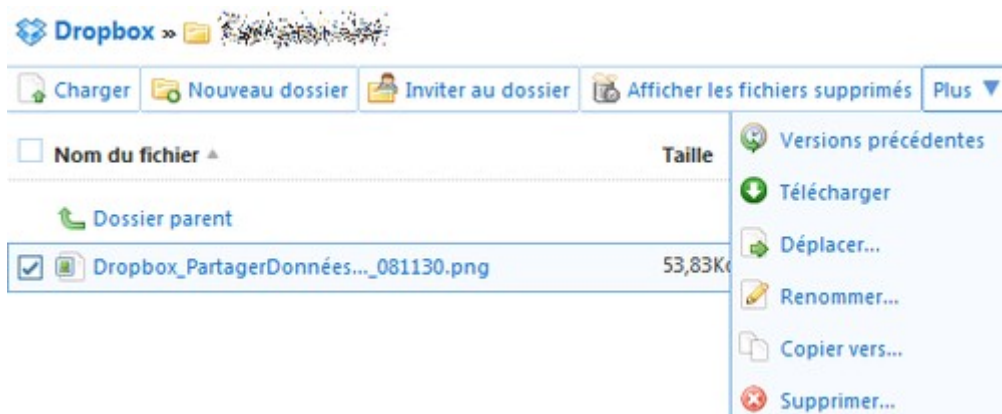 Dropbox »
Charger Nouveau dossier Inviter au dossier Afficher les fichiers supprimés Plus ▼
Nom du fichier ▲ Taille
Versions précédentes
Télécharger
Dossier parent
Déplacer...
Dropbox_PartagerDonnées..._081130.png 53,83K
Renommer...
Copier vers...
Supprimer...